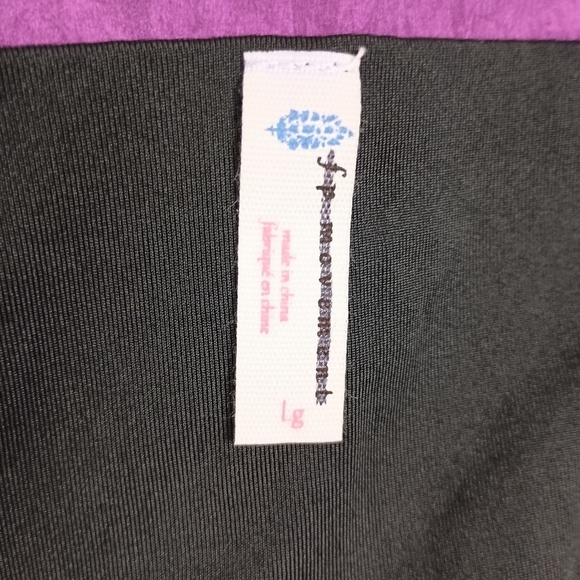 fp movement
made in china
fabriqué en chine
Lg